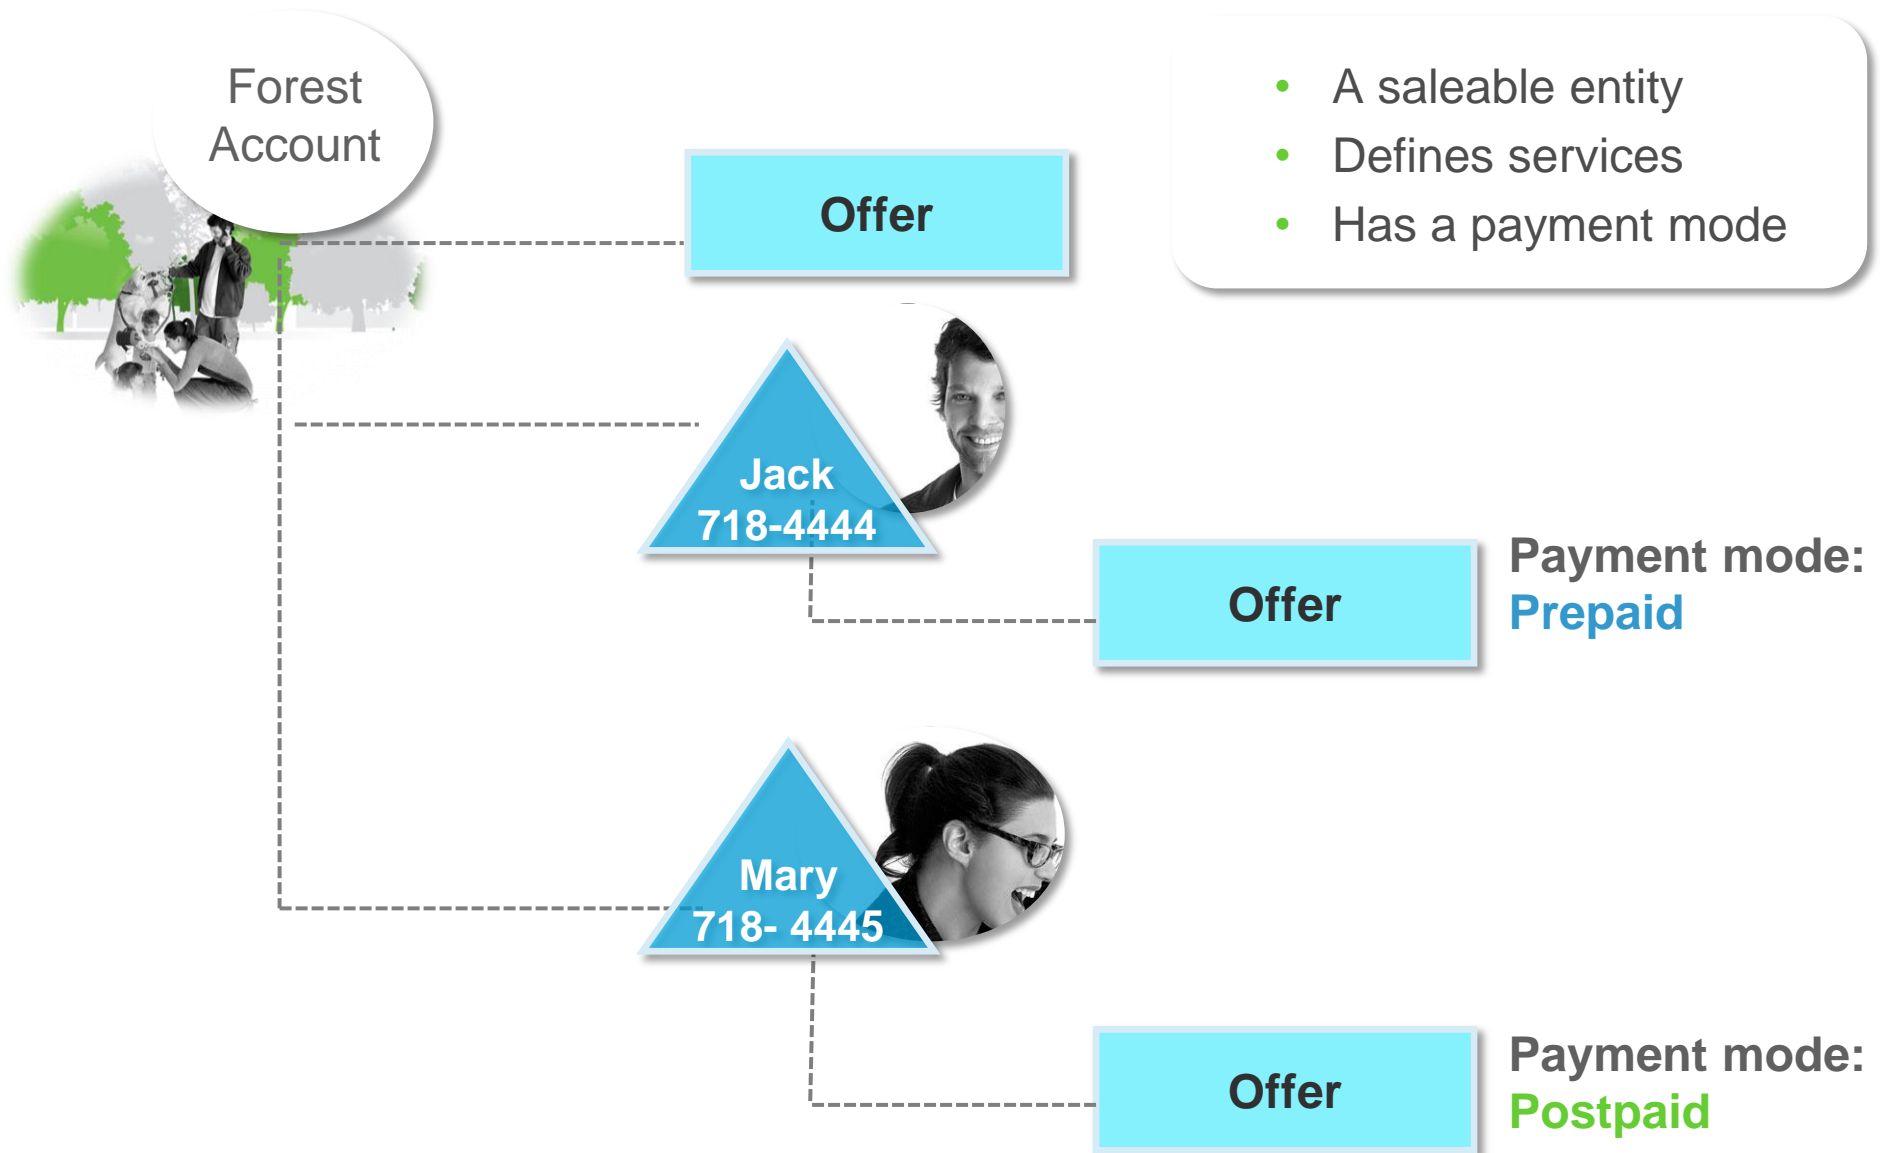 Forest
Account
Offer
• A saleable entity
• Defines services
• Has a payment mode
Jack
718-4444
Offer
Payment mode:
Prepaid
Mary
718- 4445
Offer
Payment mode:
Postpaid